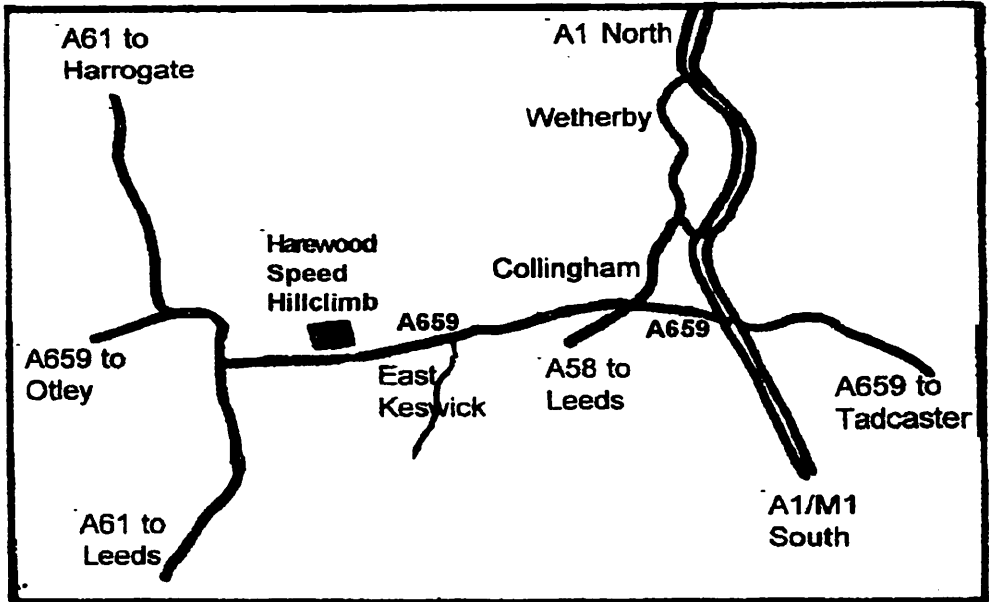 A61 to
Harrogate
A1 North
Wetherby
Harewood
Speed
Hillclimb
Collingham
A659
A659
A659 to
Otley
East
Keswick
A58 to
Leeds
A659 to
Tadcaster
A61 to
Leeds
A1/M1
South